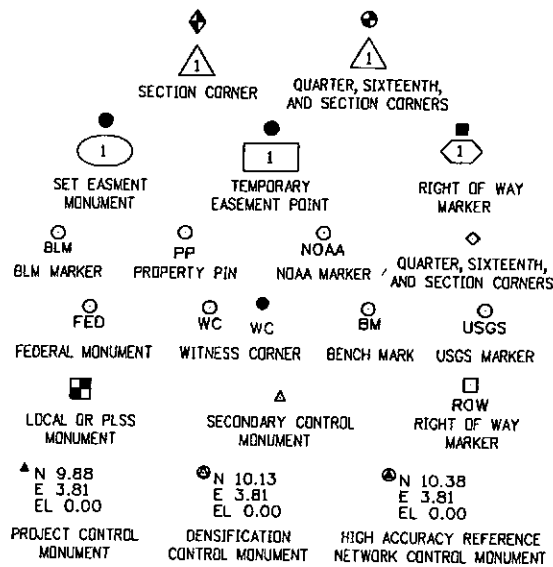 1
1
SECTION CORNER
QUARTER, SIXTEENTH,
AND SECTION CORNERS
1
1
1
SET EASMENT
MONUMENT
TEMPORARY
EASEMENT POINT
RIGHT OF WAY
MARKER
BLM
PP
NOAA
BLM MARKER
PROPERTY PIN
NOAA MARKER
QUARTER, SIXTEENTH,
AND SECTION CORNERS
FED
WC
WC
BM
USGS
FEDERAL MONUMENT
WITNESS CORNER
BENCH MARK
USGS MARKER
LOCAL OR PLSS
MONUMENT
SECONDARY CONTROL
MONUMENT
ROW
RIGHT OF WAY
MARKER
N 9.88
E 3.81
EL 0.00
PROJECT CONTROL
MONUMENT
N 10.13
E 3.81
EL 0.00
DENSIFICATION
CONTROL MONUMENT
N 10.38
E 3.81
EL 0.00
HIGH ACCURACY REFERENCE
NETWORK CONTROL MONUMENT